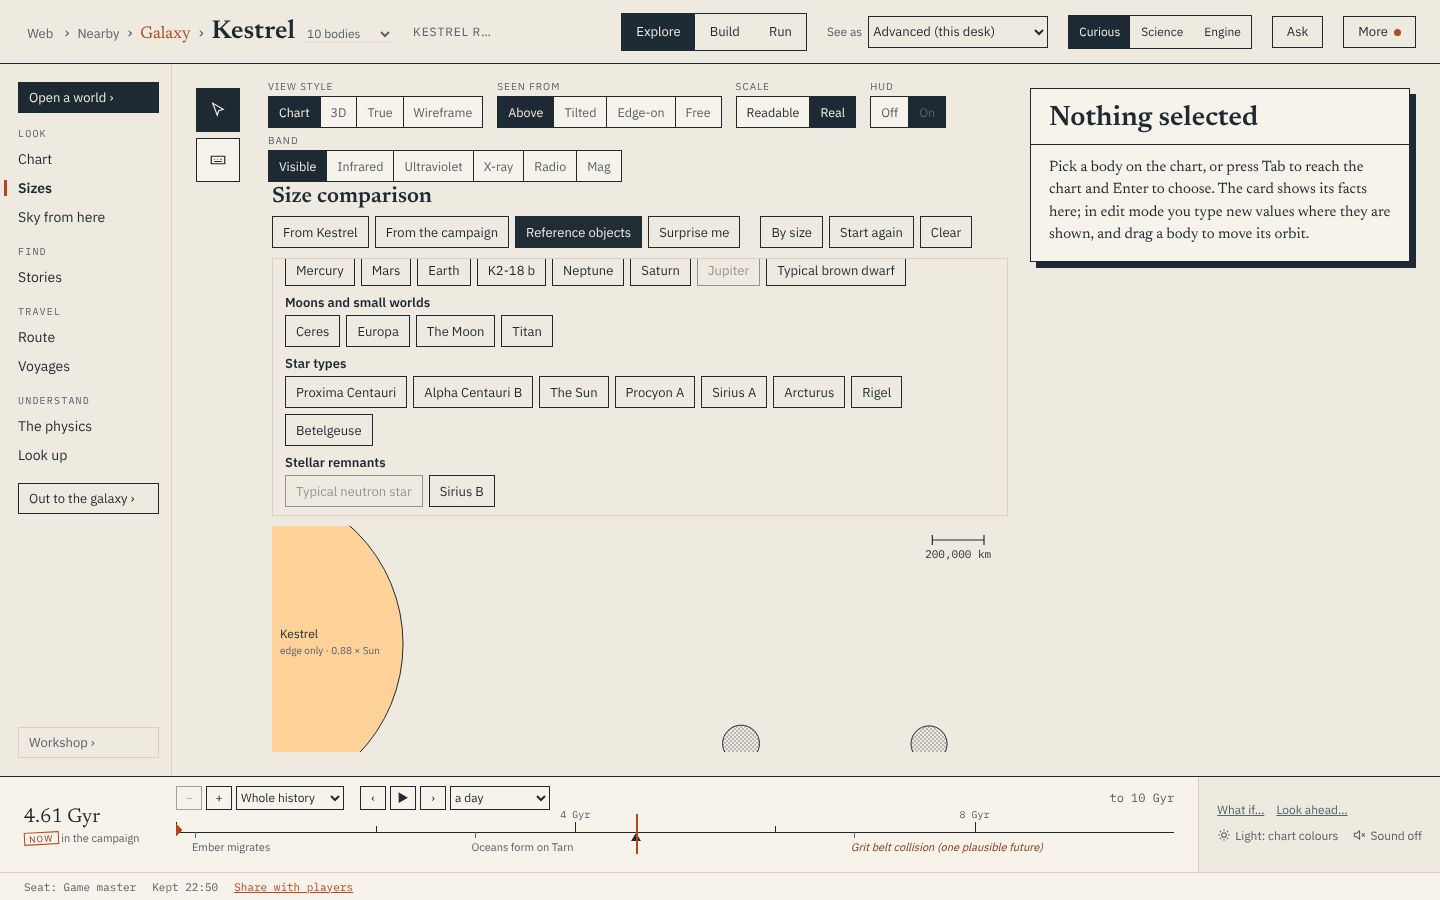 Web › Nearby › Galaxy › Kestrel 10 bodies KESTREL R…
Explore Build Run See as Advanced (this desk) Curious Science Engine Ask More
Open a world ›
LOOK
Chart
Sizes
Sky from here
FIND
Stories
TRAVEL
Route
Voyages
UNDERSTAND
The physics
Look up
Out to the galaxy ›
Workshop ›
VIEW STYLE
Chart 3D True Wireframe
SEEN FROM
Above Tilted Edge-on Free
SCALE
Readable Real
HUD
Off On
BAND
Visible Infrared Ultraviolet X-ray Radio Mag
Size comparison
From Kestrel From the campaign Reference objects Surprise me By size Start again Clear
Mercury Mars Earth K2-18 b Neptune Saturn Jupiter Typical brown dwarf
Moons and small worlds
Ceres Europa The Moon Titan
Star types
Proxima Centauri Alpha Centauri B The Sun Procyon A Sirius A Arcturus Rigel
Betelgeuse
Stellar remnants
Typical neutron star Sirius B
200,000 km
Kestrel
edge only · 0.88 × Sun
Nothing selected
Pick a body on the chart, or press Tab to reach the
chart and Enter to choose. The card shows its facts
here; in edit mode you type new values where they are
shown, and drag a body to move its orbit.
4.61 Gyr
NOW in the campaign
− + Whole history ‹ ▶ › a day
to 10 Gyr
4 Gyr 8 Gyr
Ember migrates Oceans form on Tarn Grit belt collision (one plausible future)
What if… Look ahead…
Light: chart colours Sound off
Seat: Game master Kept 22:50 Share with players